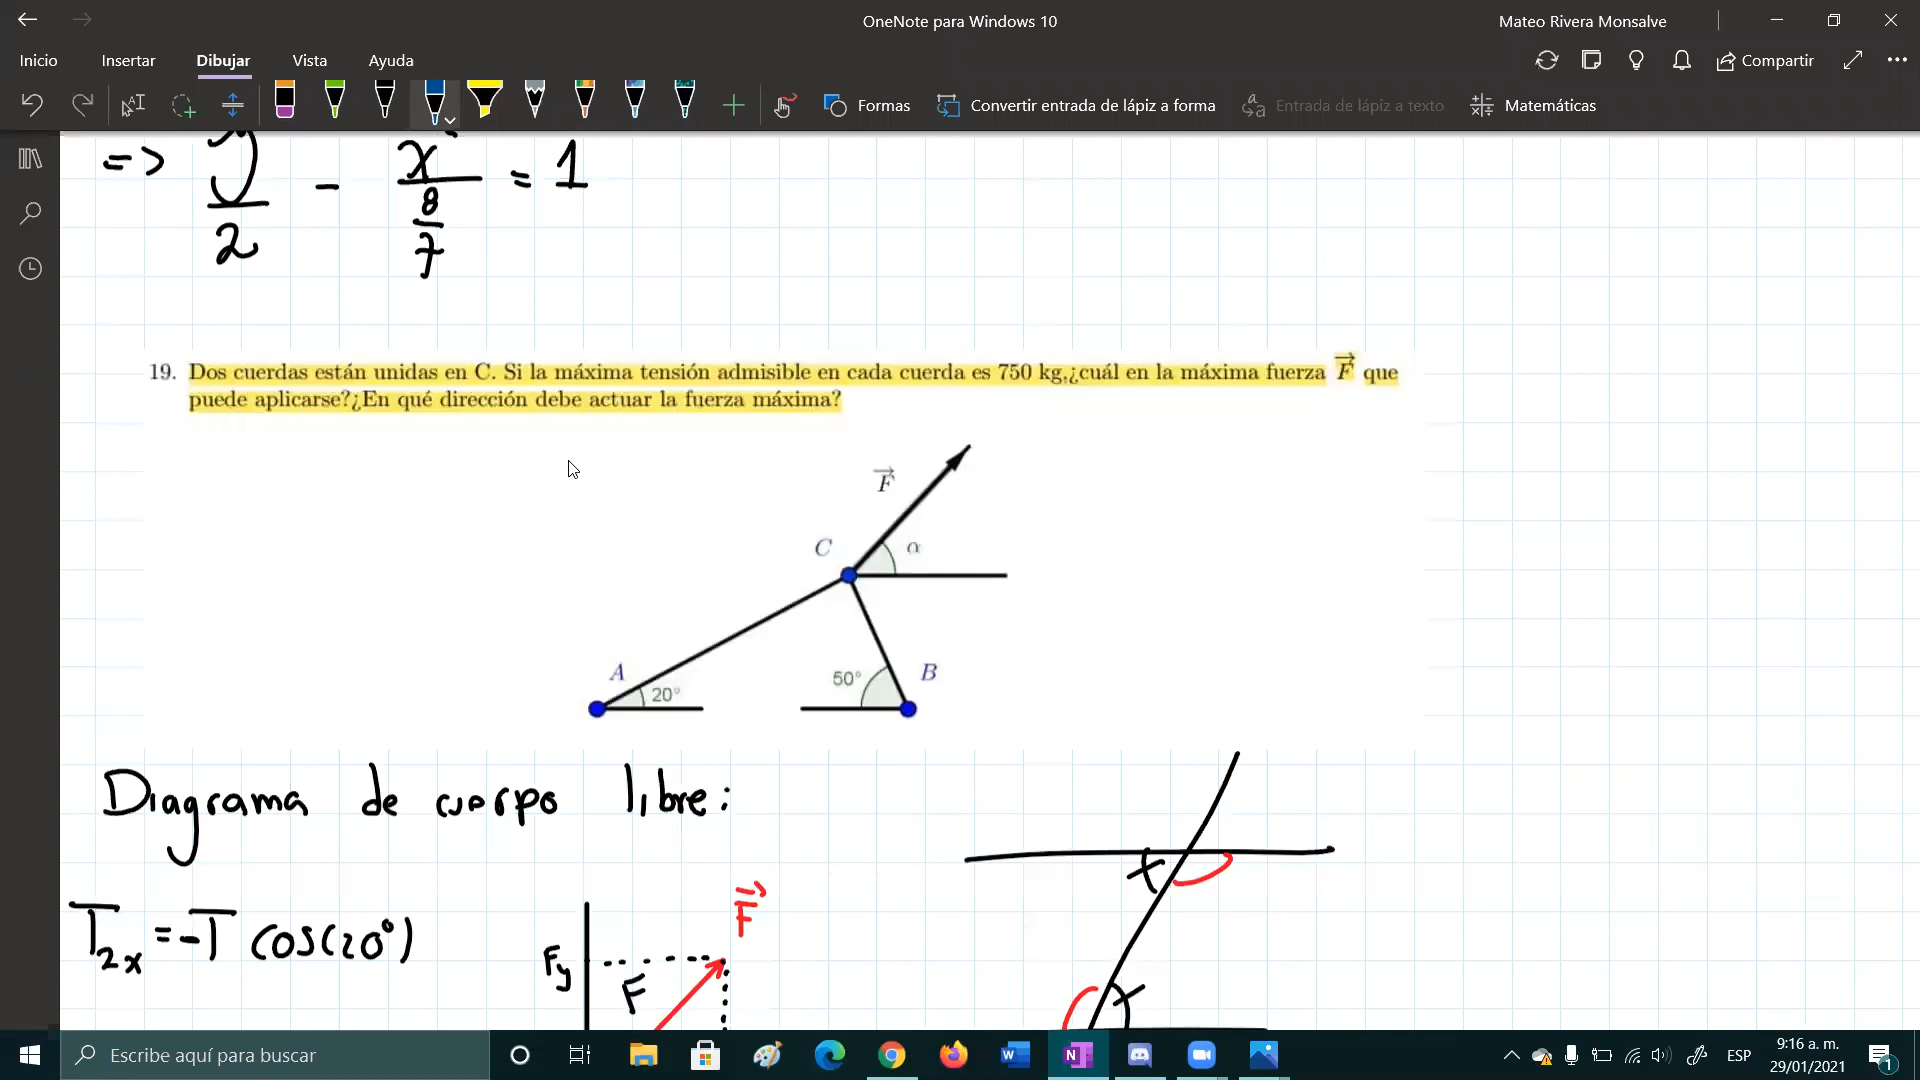 OneNote para Windows 10
Mateo Rivera Monsalve
Inicio Insertar Dibujar Vista Ayuda
Compartir
Formas Convertir entrada de lápiz a forma Entrada de lápiz a texto Matemáticas
=> y/2 - x²/(8/7) = 1
19. Dos cuerdas están unidas en C. Si la máxima tensión admisible en cada cuerda es 750 kg,¿cuál en la máxima fuerza F que
puede aplicarse?¿En qué dirección debe actuar la fuerza máxima?
F
C α
A 20° 50° B
Diagrama de cuerpo libre:
F
T2x = -T cos(20°)
Fy
F
Escribe aquí para buscar
ESP
9:16 a. m.
29/01/2021
1